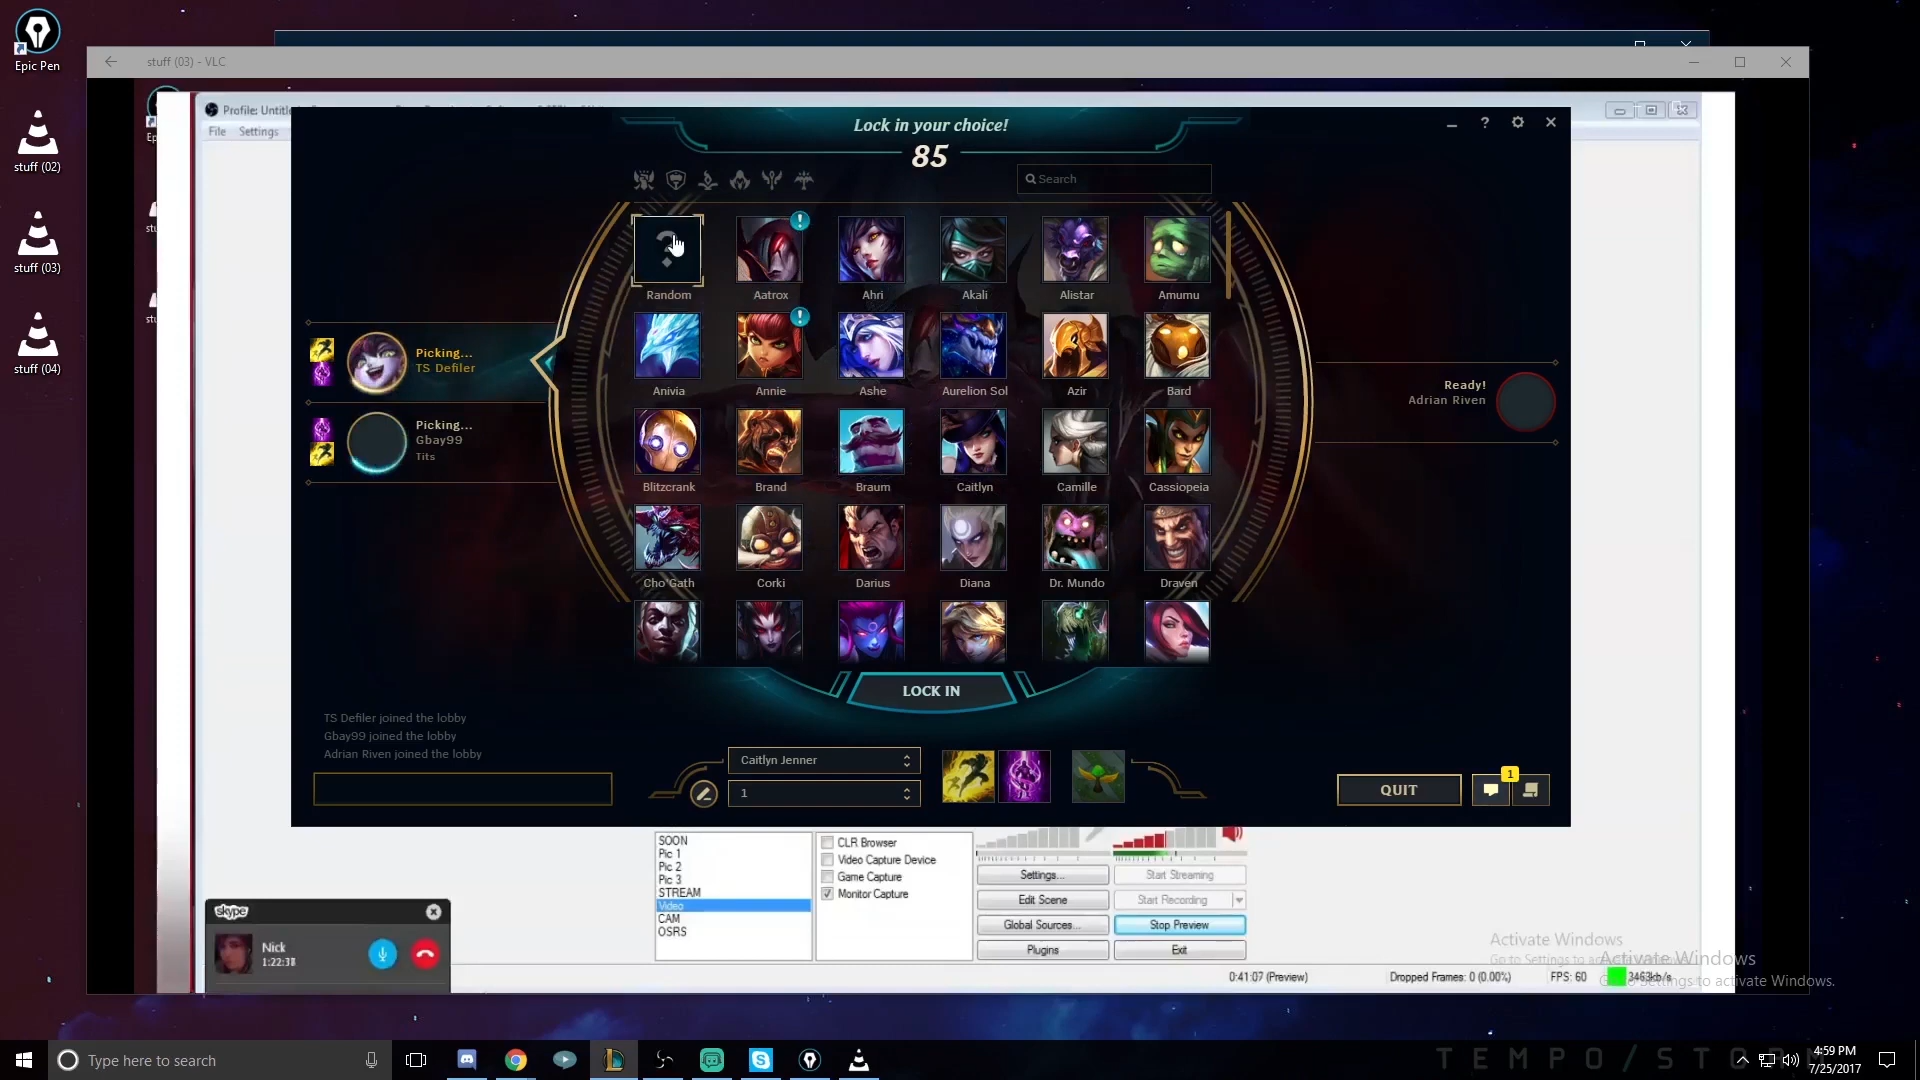 Epic Pen
stuff (02)
stuff (03)
stuff (04)
stuff (03) - VLC
Profile: Untitl
File Settings
Lock in your choice!
85
Search
Random Aatrox Ahri Akali Alistar Amumu
Anivia Annie Ashe Aurelion Sol Azir Bard
Blitzcrank Brand Braum Caitlyn Camille Cassiopeia
Cho'Gath Corki Darius Diana Dr. Mundo Draven
Picking...
TS Defiler
Picking...
Gbay99
Tits
Ready!
Adrian Riven
LOCK IN
TS Defiler joined the lobby
Gbay99 joined the lobby
Adrian Riven joined the lobby
Caitlyn Jenner
1
QUIT
1
SOON
Pic 1
Pic 2
Pic 3
STREAM
Video
CAM
OSRS
CLR Browser
Video Capture Device
Game Capture
Monitor Capture
Settings... Start Streaming
Edit Scene Start Recording
Global Sources... Stop Preview
Plugins Exit
0:41:07 (Preview) Dropped Frames: 0 (0.00%) FPS: 60 3463kb/s
skype
Nick
1:22:38
Activate Windows
Go to Settings to
Activate Windows
Go to Settings to activate Windows.
Type here to search
TEMPO/STORM
4:59 PM
7/25/2017